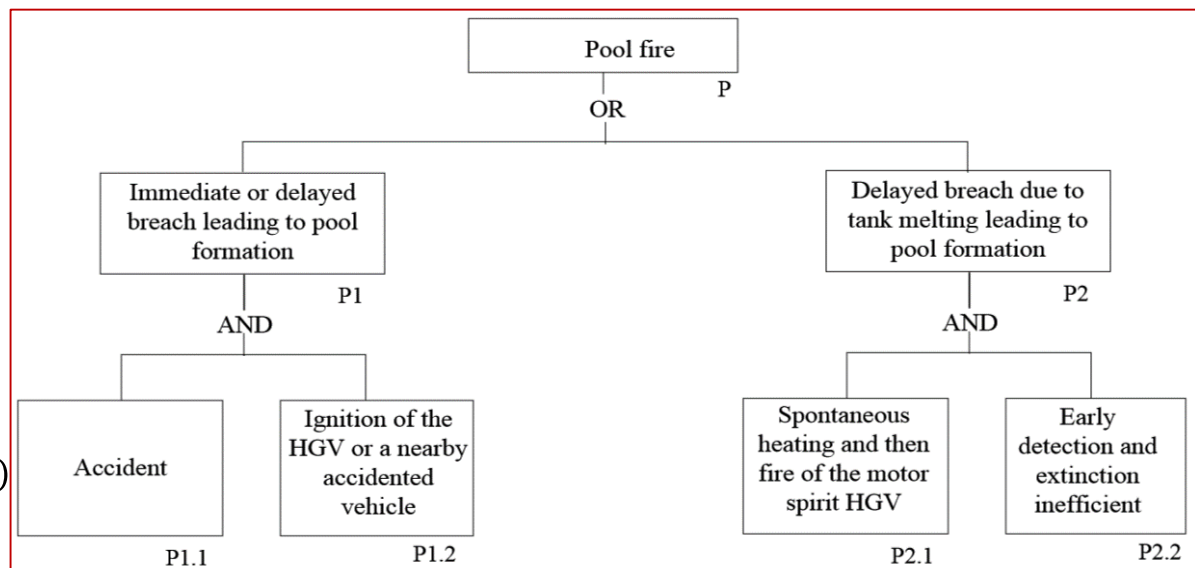 Pool fire
P
OR
Immediate or delayed
breach leading to pool
formation
P1
AND
Delayed breach due to
tank melting leading to
pool formation
P2
AND
Accident
P1.1
Ignition of the
HGV or a nearby
accidented
vehicle
P1.2
Spontaneous
heating and then
fire of the motor
spirit HGV
P2.1
Early
detection and
extinction
inefficient
P2.2
)